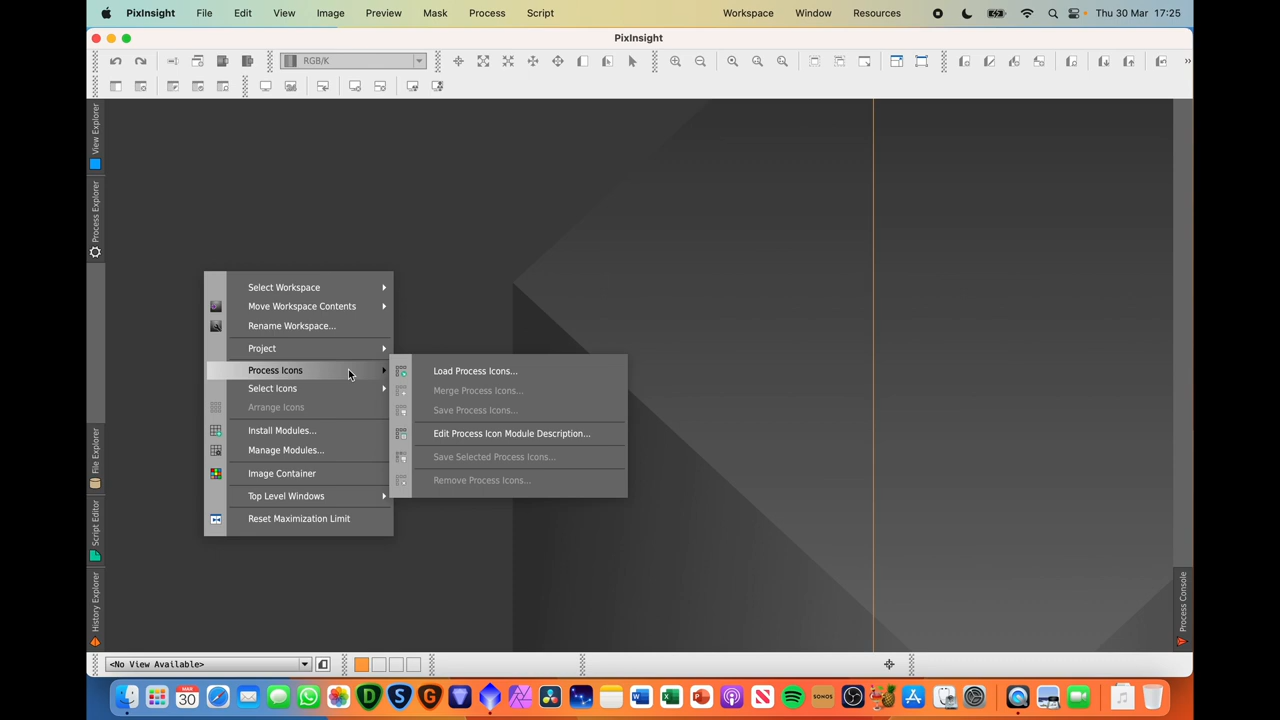 PixInsight File Edit View Image Preview Mask Process Script Workspace Window Resources Thu 30 Mar 17:25
PixInsight
RGB/K
View Explorer
Process Explorer
File Explorer
Script Editor
History Explorer
Select Workspace
Move Workspace Contents
Rename Workspace...
Project
Process Icons
Select Icons
Arrange Icons
Install Modules...
Manage Modules...
Image Container
Top Level Windows
Reset Maximization Limit
Load Process Icons...
Merge Process Icons...
Save Process Icons...
Edit Process Icon Module Description...
Save Selected Process Icons...
Remove Process Icons...
Process Console
<No View Available>
MAR
30
SONOS